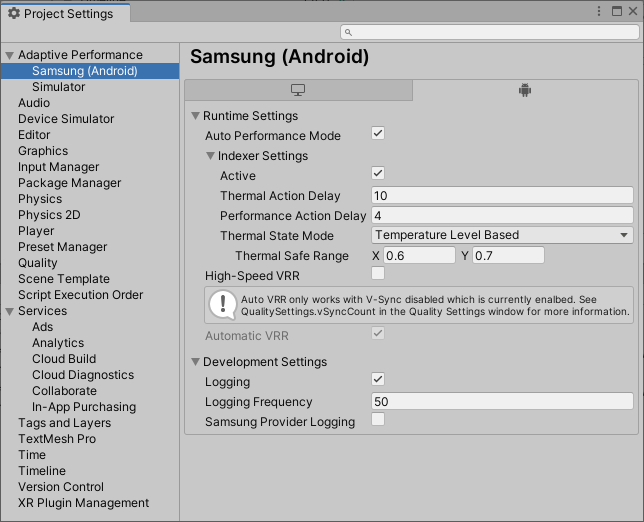 Project Settings
Adaptive Performance
Samsung (Android)
Simulator
Audio
Device Simulator
Editor
Graphics
Input Manager
Package Manager
Physics
Physics 2D
Player
Preset Manager
Quality
Scene Template
Script Execution Order
Services
Ads
Analytics
Cloud Build
Cloud Diagnostics
Collaborate
In-App Purchasing
Tags and Layers
TextMesh Pro
Time
Timeline
Version Control
XR Plugin Management
Samsung (Android)
Runtime Settings
Auto Performance Mode
Indexer Settings
Active
Thermal Action Delay 10
Performance Action Delay 4
Thermal State Mode Temperature Level Based
Thermal Safe Range X 0.6 Y 0.7
High-Speed VRR
Auto VRR only works with V-Sync disabled which is currently enalbed. See
QualitySettings.vSyncCount in the Quality Settings window for more information.
Automatic VRR
Development Settings
Logging
Logging Frequency 50
Samsung Provider Logging